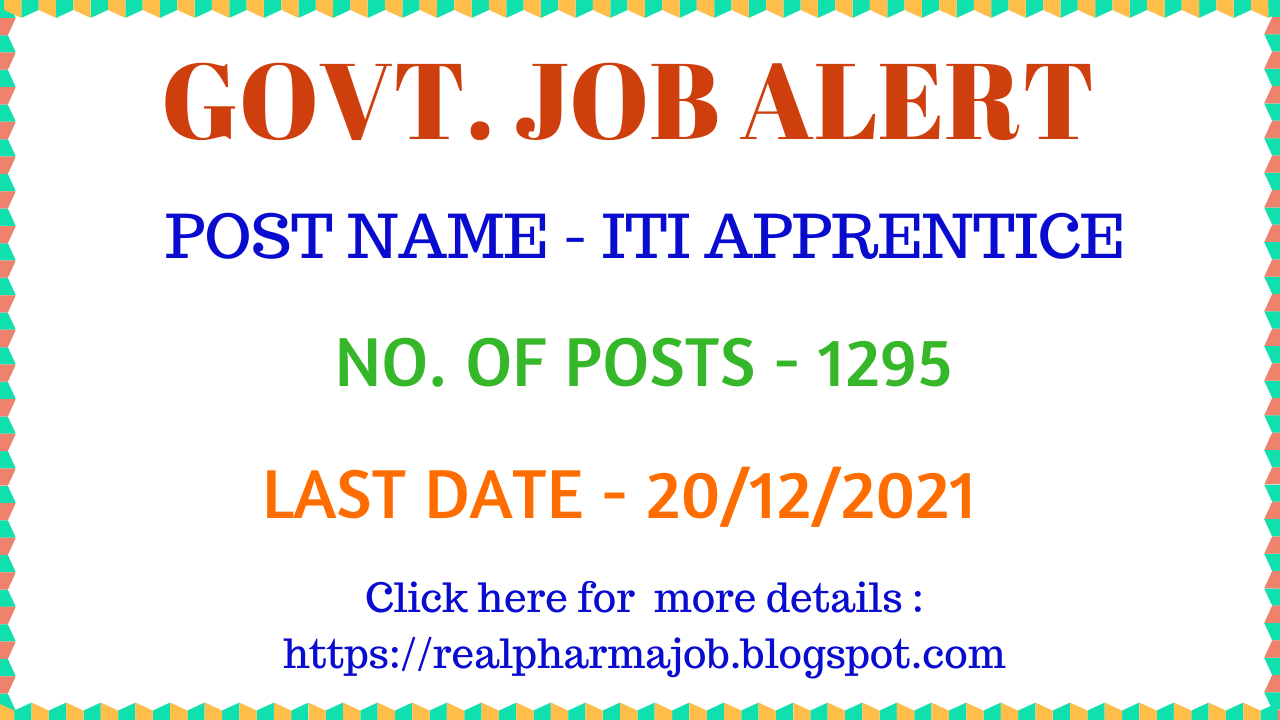 GOVT. JOB ALERT
POST NAME - ITI APPRENTICE
NO. OF POSTS - 1295
LAST DATE - 20/12/2021
Click here for more details :
https://realpharmajob.blogspot.com